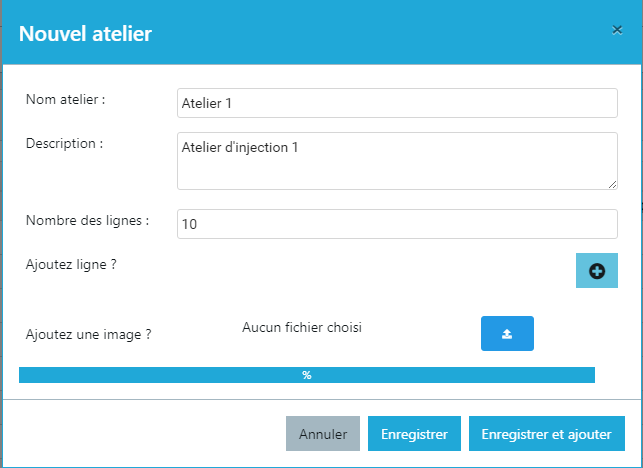 Nouvel atelier ×
Nom atelier : Atelier 1
Description : Atelier d'injection 1
Nombre des lignes : 10
Ajoutez ligne ?
Ajoutez une image ? Aucun fichier choisi
%
Annuler Enregistrer Enregistrer et ajouter